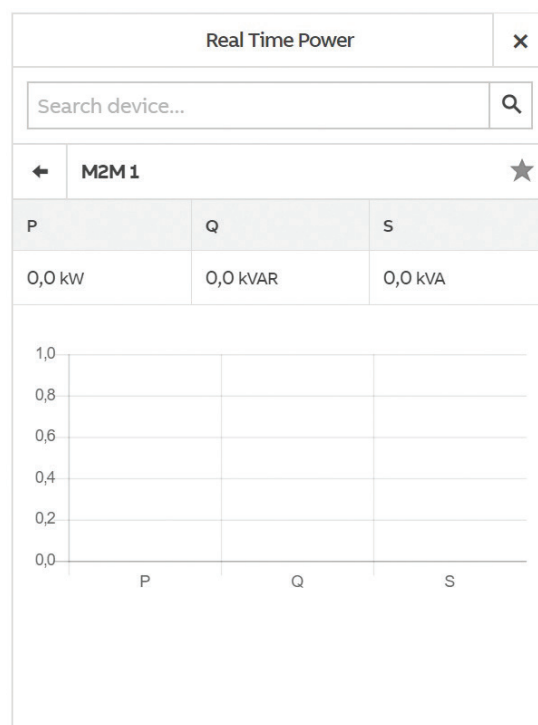 Real Time Power
Search device...
M2M 1
P Q S
0,0 kW 0,0 kVAR 0,0 kVA
1,0
0,8
0,6
0,4
0,2
0,0
P Q S